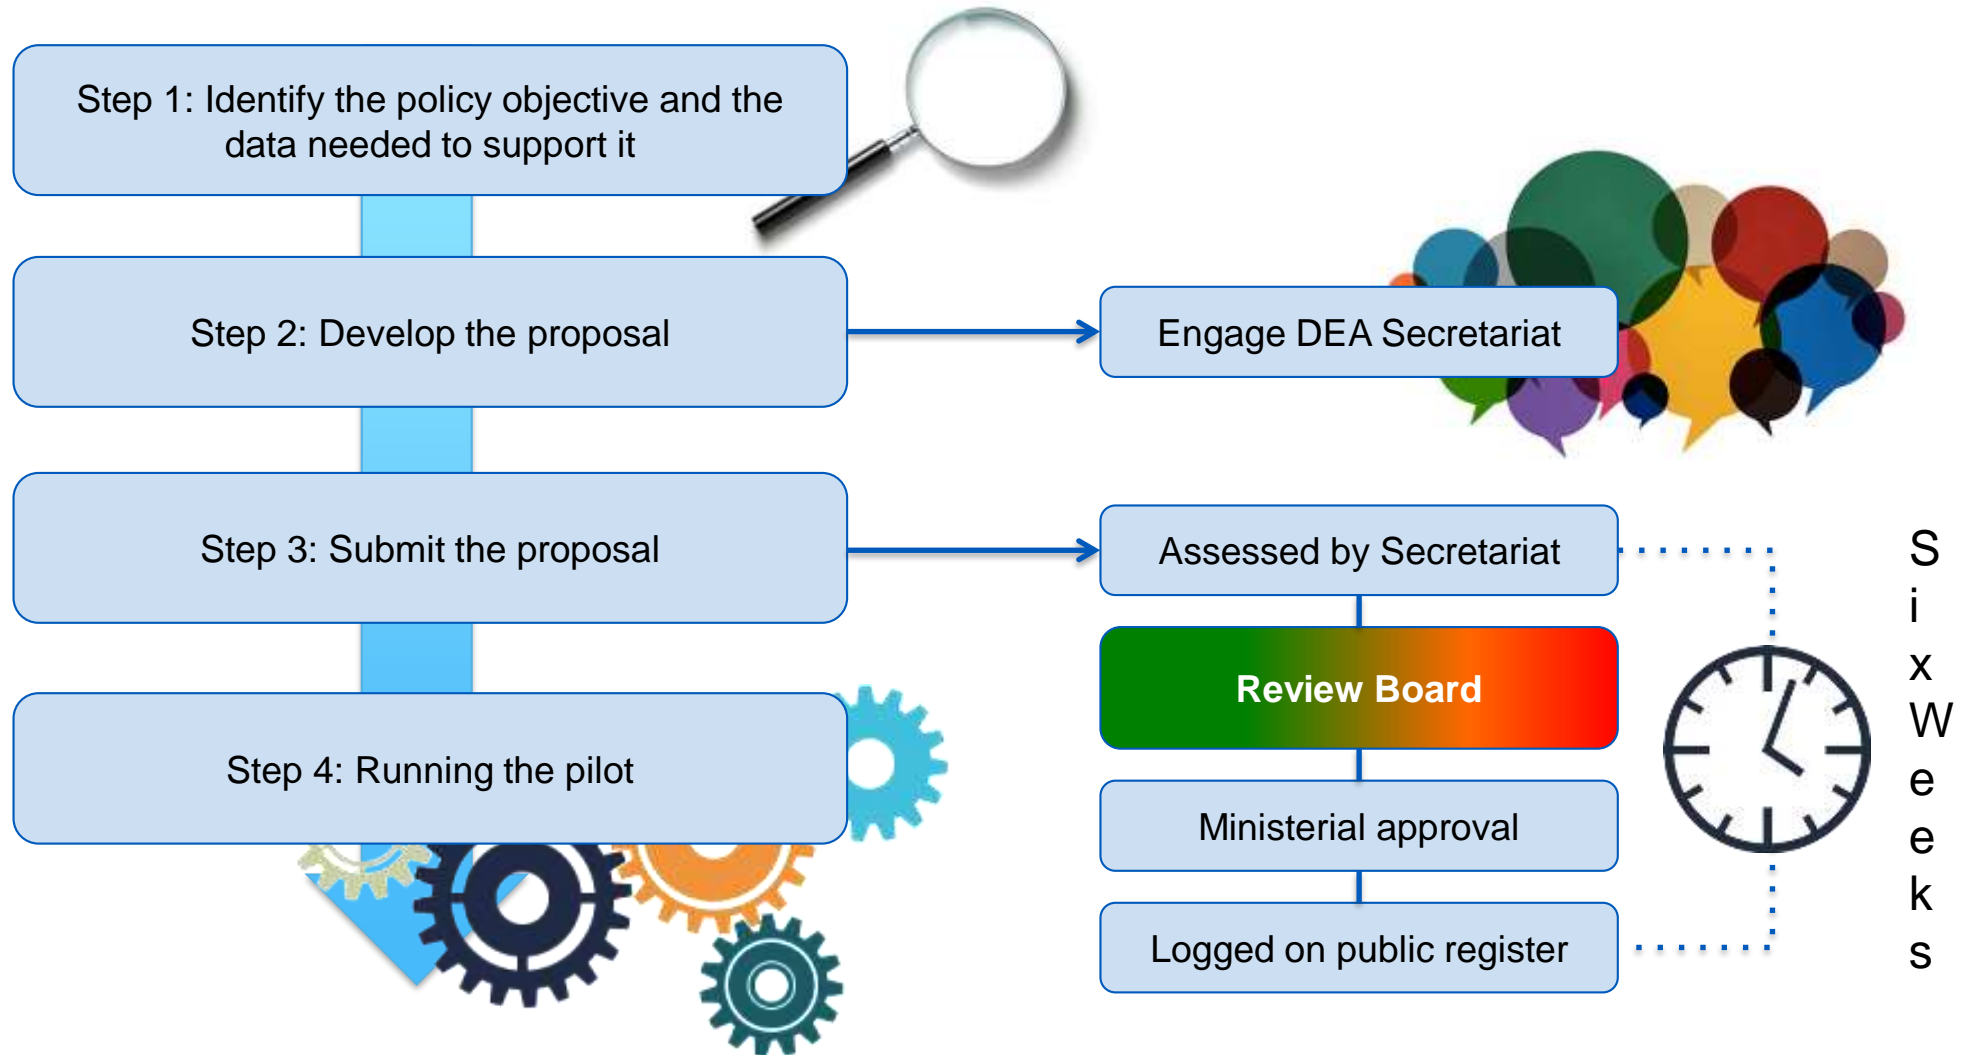 Step 1: Identify the policy objective and the
data needed to support it
Step 2: Develop the proposal
Engage DEA Secretariat
Step 3: Submit the proposal
Assessed by Secretariat
Review Board
Step 4: Running the pilot
Ministerial approval
Logged on public register
S
i
x
W
e
e
k
s